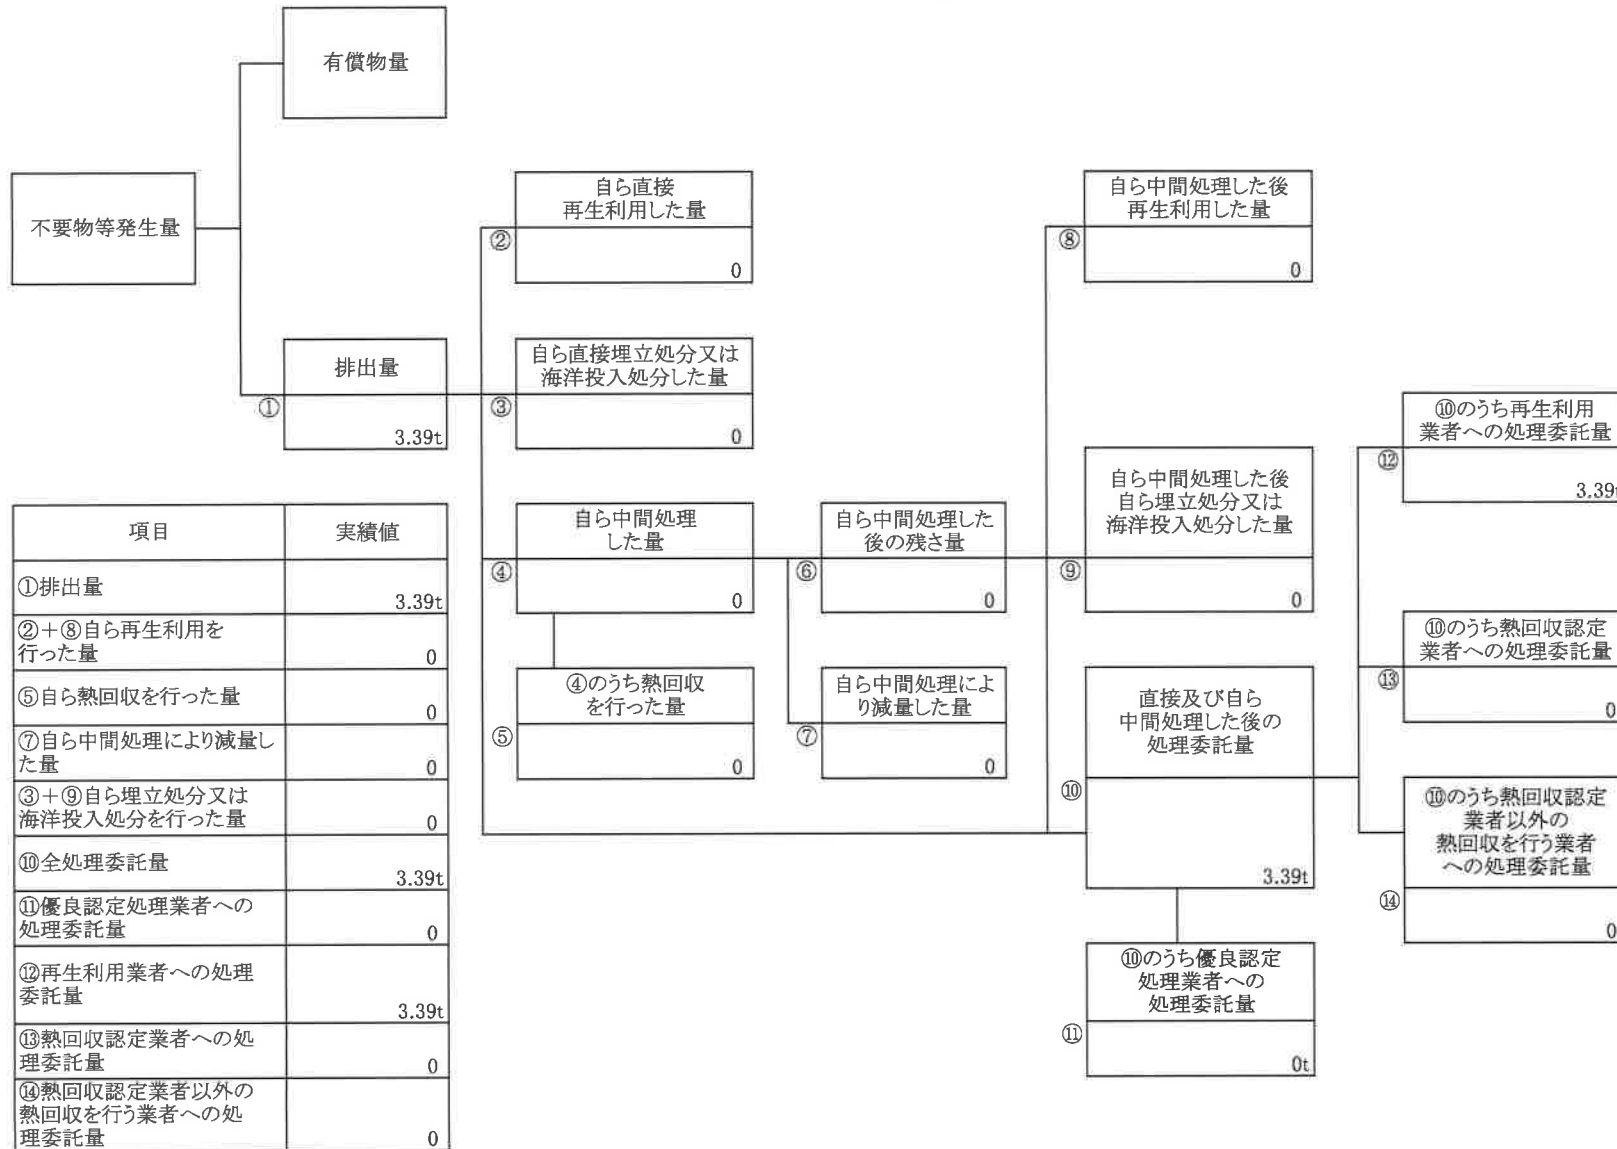 有償物量
不要物等発生量
自ら直接
再生利用した量
②
0
自ら中間処理した後
再生利用した量
⑧
0
排出量
①
3.39t
自ら直接埋立処分又は
海洋投入処分した量
③
0
⑩のうち再生利用
業者への処理委託量
⑫
3.39t
自ら中間処理
した量
④
0
自ら中間処理した
後の残さ量
⑥
0
自ら中間処理した後
自ら埋立処分又は
海洋投入処分した量
⑨
0
⑩のうち熱回収認定
業者への処理委託量
⑬
0
④のうち熱回収
を行った量
⑤
0
自ら中間処理によ
り減量した量
⑦
0
直接及び自ら
中間処理した後の
処理委託量
⑩
3.39t
⑩のうち熱回収認定
業者以外の
熱回収を行う業者
への処理委託量
⑭
0
⑩のうち優良認定
処理業者への
処理委託量
⑪
0t
項目 実績値
①排出量
3.39t
②+⑧自ら再生利用を
行った量
0
⑤自ら熱回収を行った量
0
⑦自ら中間処理により減量し
た量
0
③+⑨自ら埋立処分又は
海洋投入処分を行った量
0
⑩全処理委託量
3.39t
⑪優良認定処理業者への
処理委託量
0
⑫再生利用業者への処理
委託量
3.39t
⑬熱回収認定業者への処
理委託量
0
⑭熱回収認定業者以外の
熱回収を行う業者への処
理委託量
0